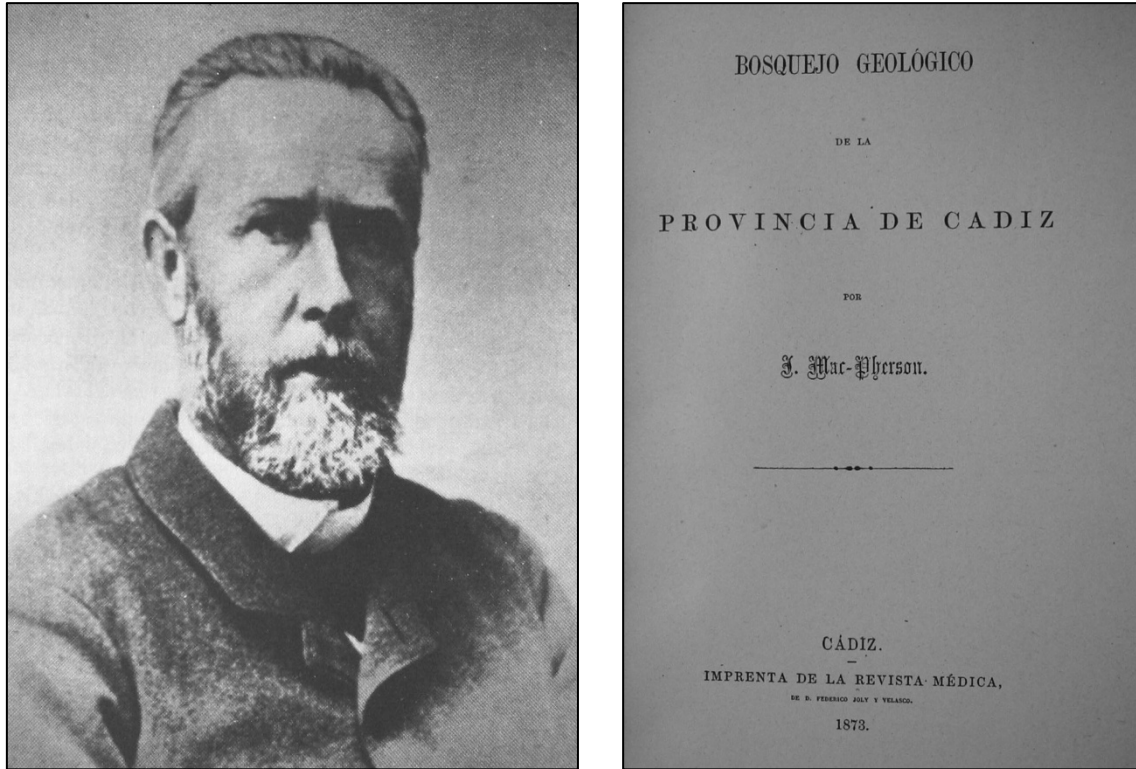 BOSQUEJO GEOLÓGICO
DE LA
PROVINCIA DE CADIZ
POR
J. Mac-Pherson.
CÁDIZ.
IMPRENTA DE LA REVISTA MÉDICA,
DE D. FEDERICO JOLY Y VELASCO.
1873.